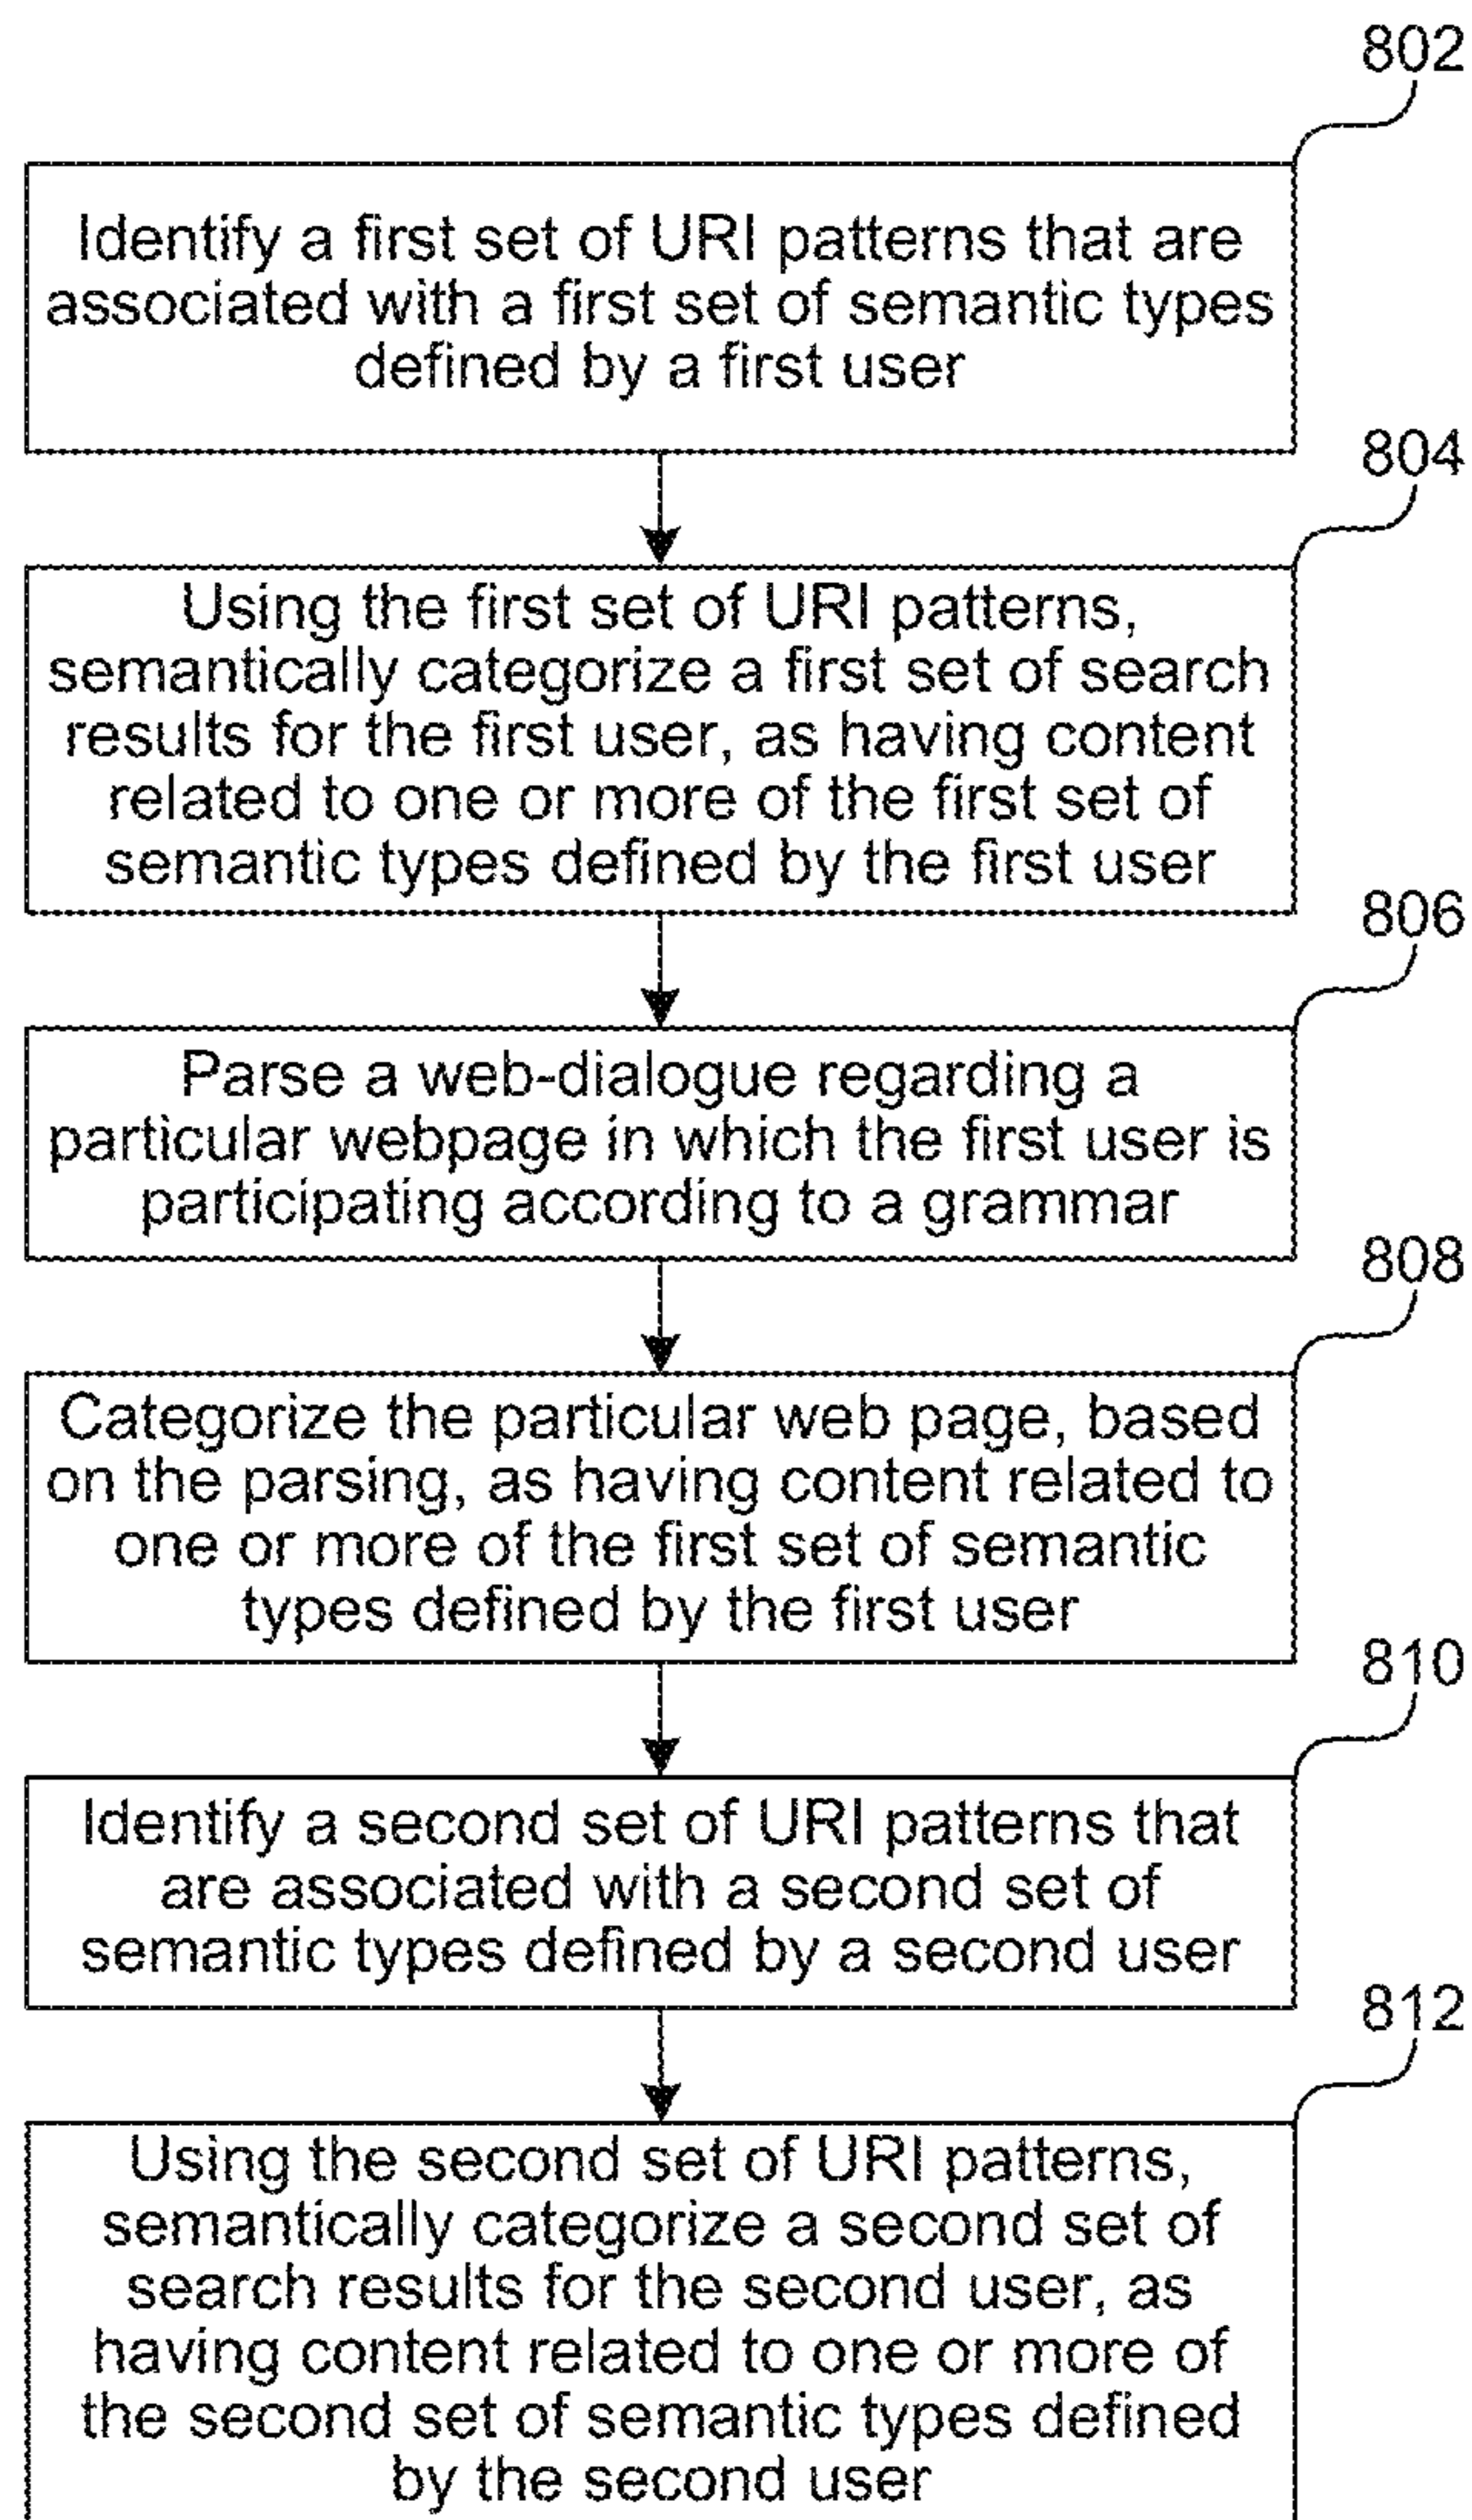 802
Identify a first set of URI patterns that are
associated with a first set of semantic types
defined by a first user
804
Using the first set of URI patterns,
semantically categorize a first set of search
results for the first user, as having content
related to one or more of the first set of
semantic types defined by the first user
806
Parse a web-dialogue regarding a
particular webpage in which the first user is
participating according to a grammar
808
Categorize the particular web page, based
on the parsing, as having content related to
one or more of the first set of semantic
types defined by the first user
810
Identify a second set of URI patterns that
are associated with a second set of
semantic types defined by a second user
812
Using the second set of URI patterns,
semantically categorize a second set of
search results for the second user, as
having content related to one or more of
the second set of semantic types defined
by the second user